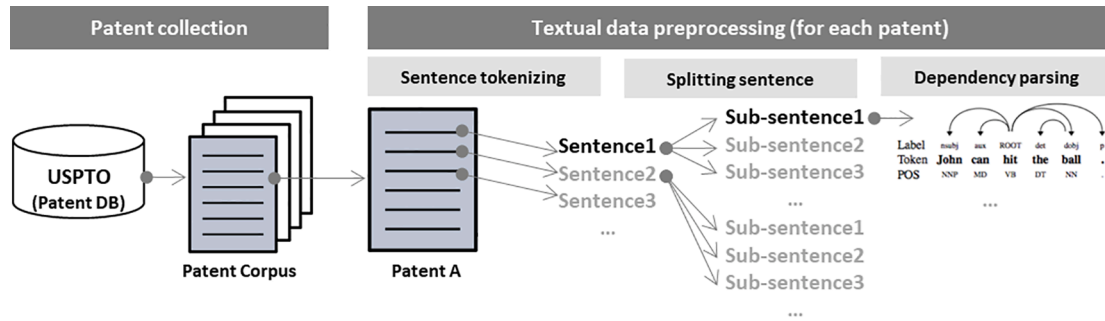 Patent collection
Textual data preprocessing (for each patent)
Sentence tokenizing
Splitting sentence
Dependency parsing
USPTO
(Patent DB)
Patent Corpus
Patent A
Sentence1
Sentence2
Sentence3
...
Sub-sentence1
Sub-sentence2
Sub-sentence3
...
Sub-sentence1
Sub-sentence2
Sub-sentence3
...
Label nsubj aux ROOT det dobj p
Token John can hit the ball .
POS NNP MD VB DT NN .
...